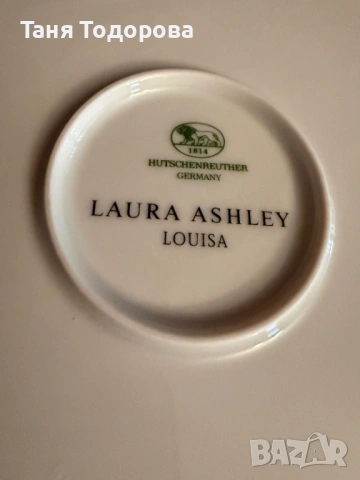 Таня Тодорова
1814
HUTSCHENREUTHER
GERMANY
LAURA ASHLEY
LOUISA
BAZAR